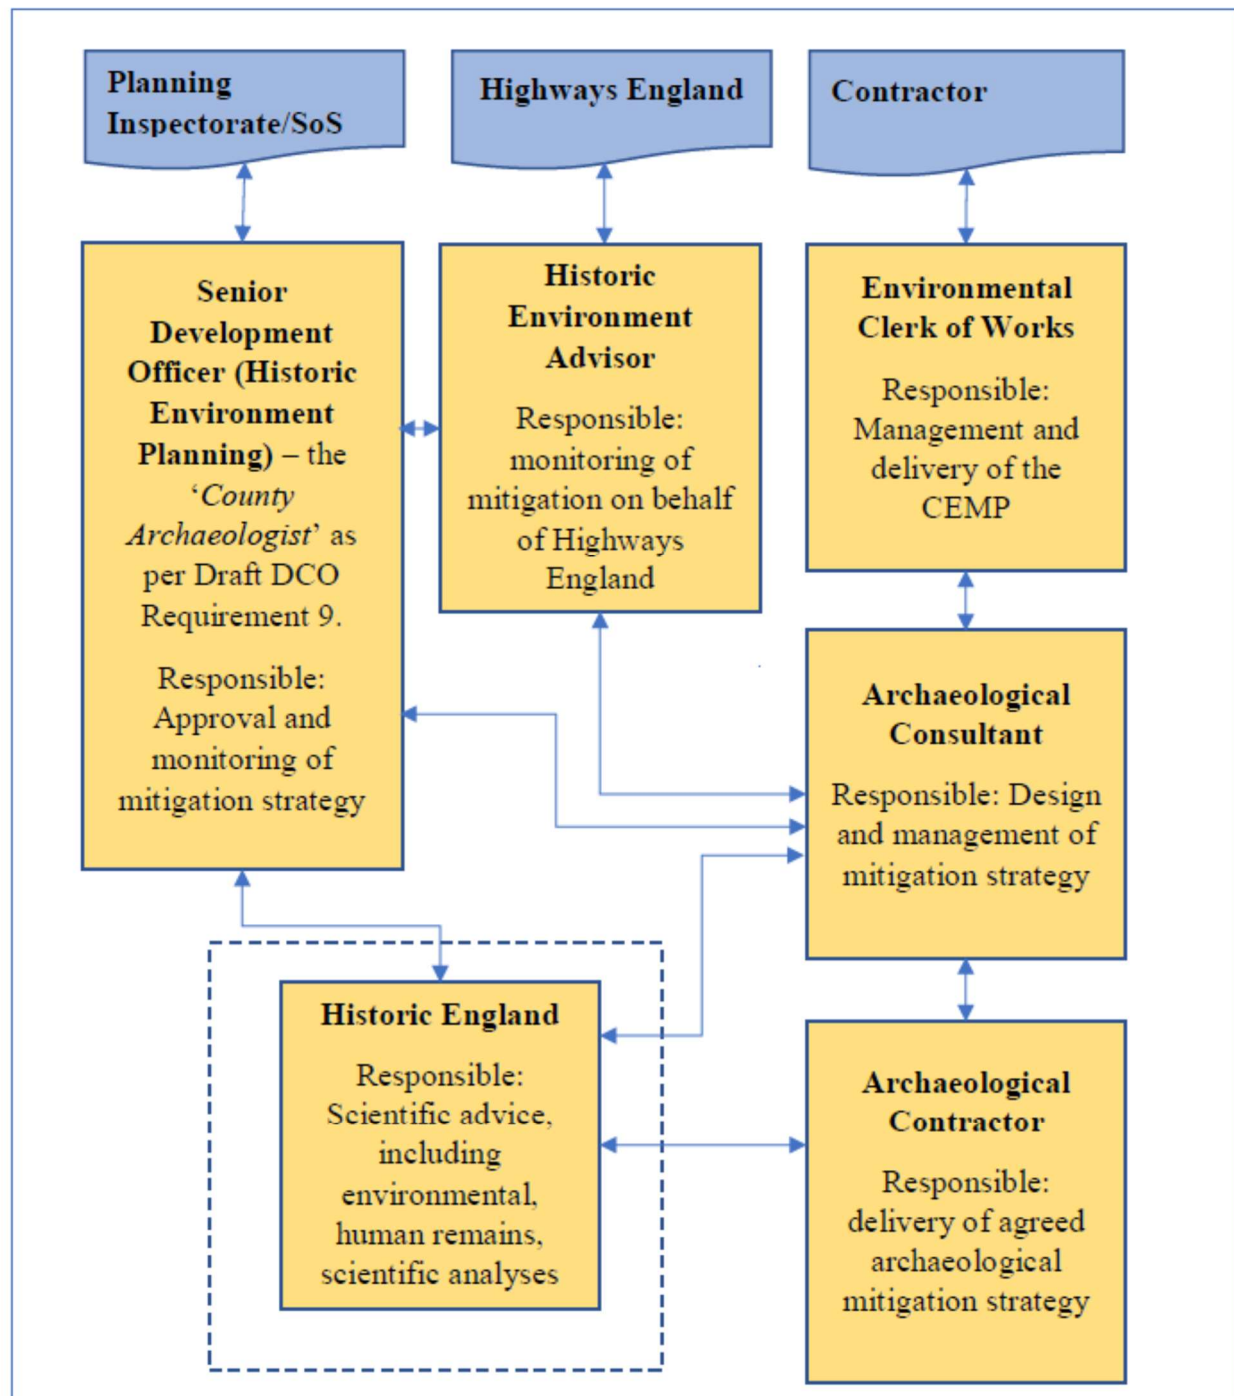 Planning
Inspectorate/SoS
Highways England
Contractor
Senior
Development
Officer (Historic
Environment
Planning) – the
‘County
Archaeologist’ as
per Draft DCO
Requirement 9.
Responsible:
Approval and
monitoring of
mitigation strategy
Historic
Environment
Advisor
Responsible:
monitoring of
mitigation on behalf
of Highways
England
Environmental
Clerk of Works
Responsible:
Management and
delivery of the
CEMP
Archaeological
Consultant
Responsible: Design
and management of
mitigation strategy
Historic England
Responsible:
Scientific advice,
including
environmental,
human remains,
scientific analyses
Archaeological
Contractor
Responsible:
delivery of agreed
archaeological
mitigation strategy